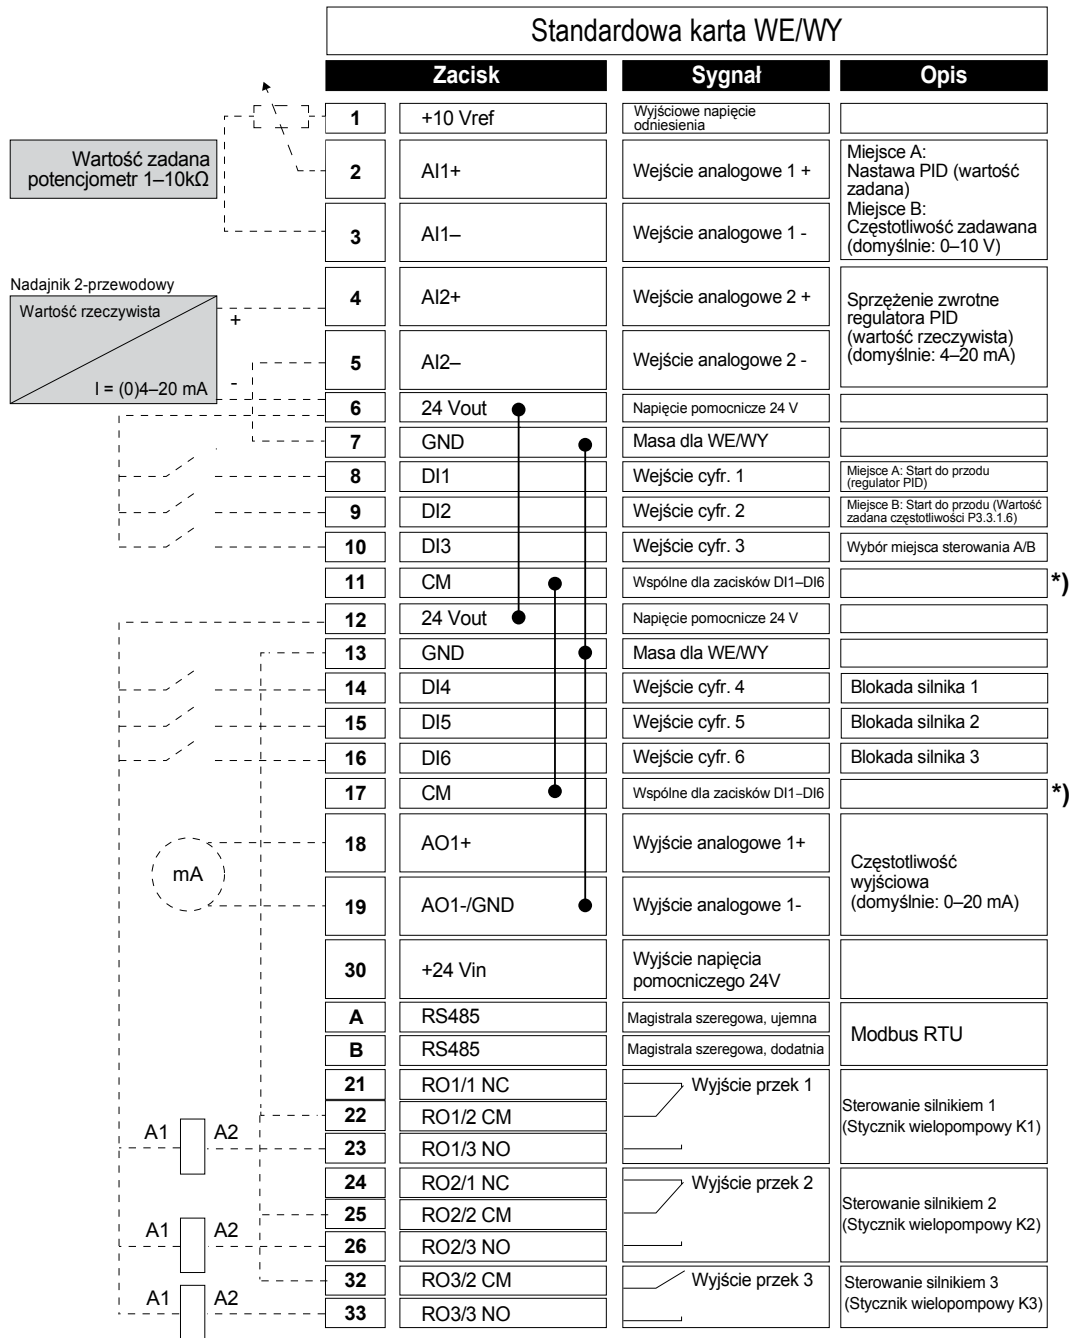 Standardowa karta WE/WY
Zacisk Sygnał Opis
1 +10 Vref Wyjściowe napięcie
odniesienia
Wartość zadana
potencjometr 1–10kΩ
2 AI1+ Wejście analogowe 1 +
3 AI1– Wejście analogowe 1 -
Miejsce A:
Nastawa PID (wartość
zadana)
Miejsce B:
Częstotliwość zadawana
(domyślnie: 0–10 V)
Nadajnik 2-przewodowy
Wartość rzeczywista
+
-
I = (0)4–20 mA
4 AI2+ Wejście analogowe 2 +
5 AI2– Wejście analogowe 2 -
Sprzężenie zwrotne
regulatora PID
(wartość rzeczywista)
(domyślnie: 4–20 mA)
6 24 Vout Napięcie pomocnicze 24 V
7 GND Masa dla WE/WY
8 DI1 Wejście cyfr. 1 Miejsce A: Start do przodu
(regulator PID)
9 DI2 Wejście cyfr. 2 Miejsce B: Start do przodu (Wartość
zadana częstotliwości P3.3.1.6)
10 DI3 Wejście cyfr. 3 Wybór miejsca sterowania A/B
11 CM Wspólne dla zacisków DI1–DI6 *)
12 24 Vout Napięcie pomocnicze 24 V
13 GND Masa dla WE/WY
14 DI4 Wejście cyfr. 4 Blokada silnika 1
15 DI5 Wejście cyfr. 5 Blokada silnika 2
16 DI6 Wejście cyfr. 6 Blokada silnika 3
17 CM Wspólne dla zacisków DI1–DI6 *)
mA
18 AO1+ Wyjście analogowe 1+
19 AO1-/GND Wyjście analogowe 1-
Częstotliwość
wyjściowa
(domyślnie: 0–20 mA)
30 +24 Vin Wyjście napięcia
pomocniczego 24V
A RS485 Magistrala szeregowa, ujemna
B RS485 Magistrala szeregowa, dodatnia
Modbus RTU
21 RO1/1 NC Wyjście przek 1
22 RO1/2 CM
23 RO1/3 NO
A1 A2
Sterowanie silnikiem 1
(Stycznik wielopompowy K1)
24 RO2/1 NC Wyjście przek 2
25 RO2/2 CM
26 RO2/3 NO
A1 A2
Sterowanie silnikiem 2
(Stycznik wielopompowy K2)
32 RO3/2 CM Wyjście przek 3
33 RO3/3 NO
A1 A2
Sterowanie silnikiem 3
(Stycznik wielopompowy K3)